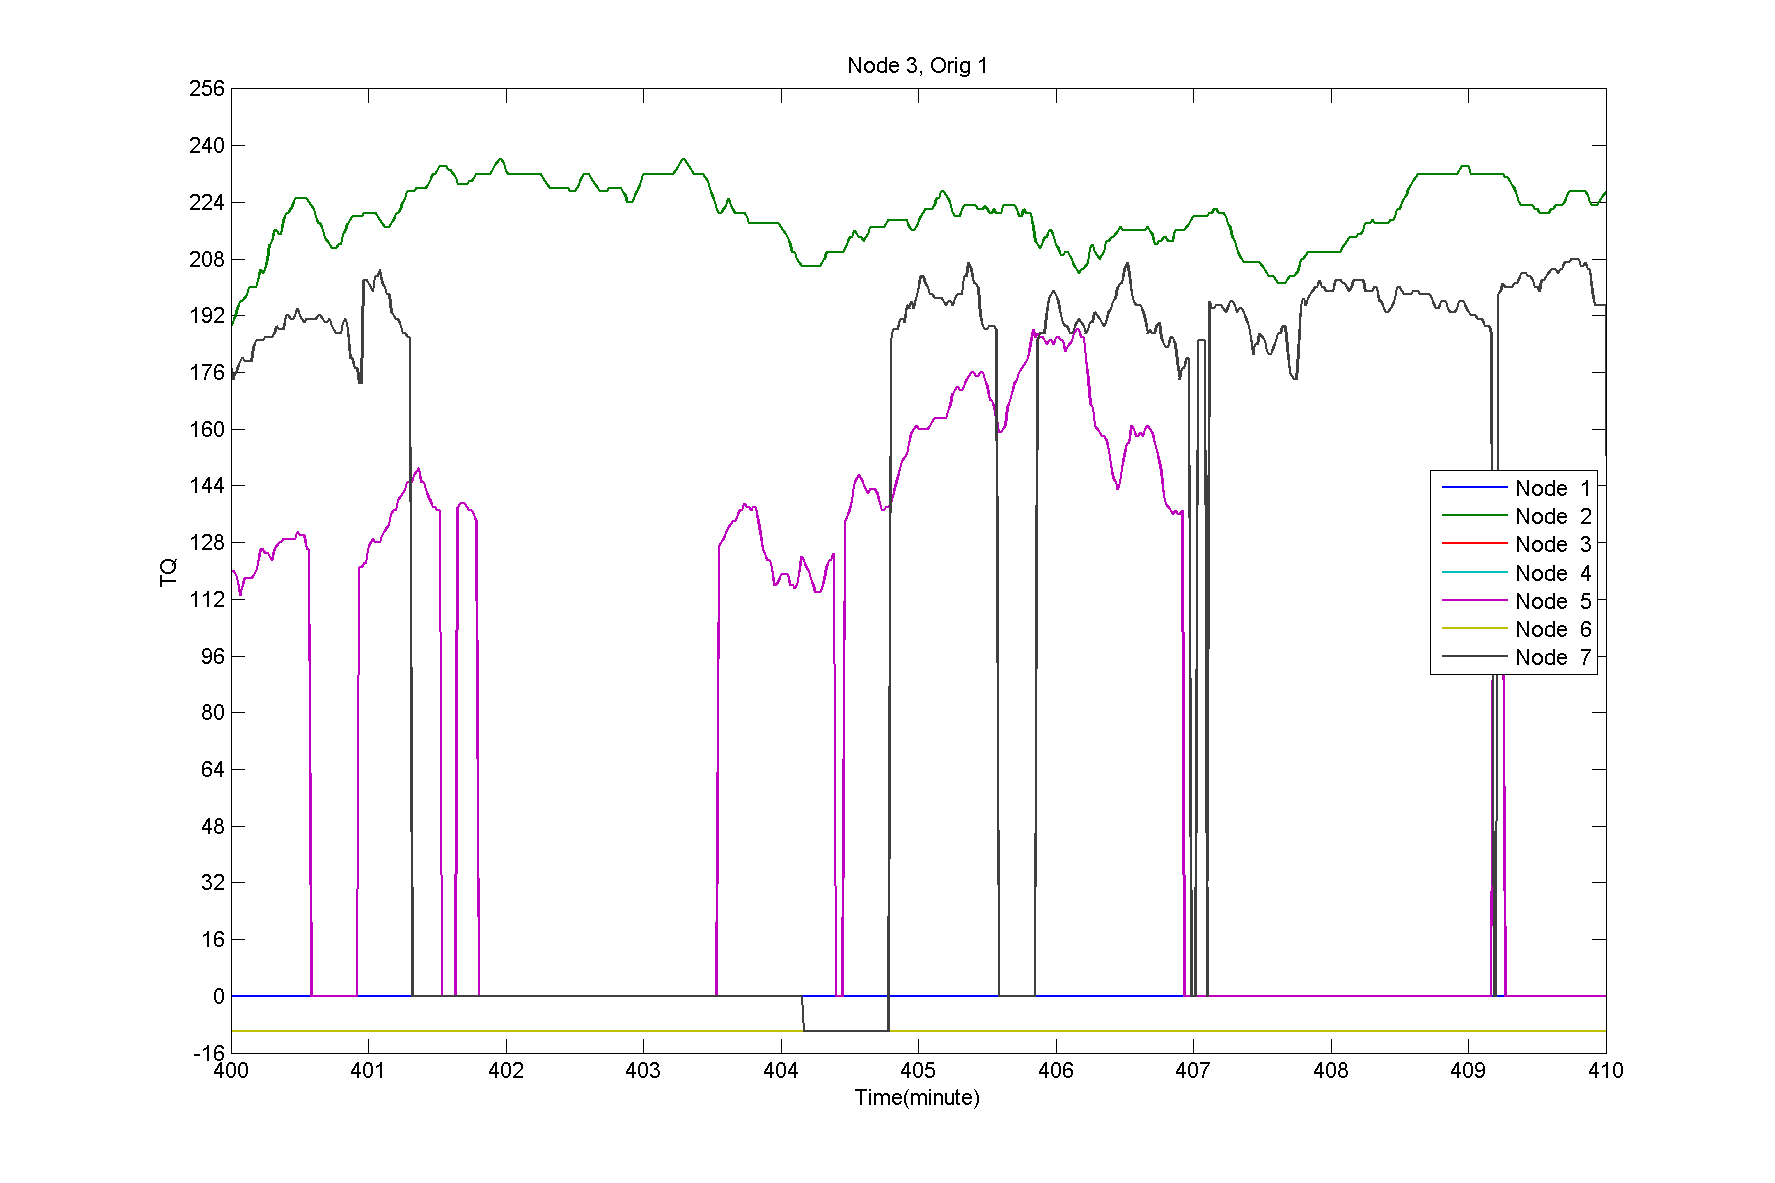 Node 3, Orig 1
256
240
224
208
192
176
160
144
128
112
96
80
64
48
32
16
0
-16
TQ
Node 1
Node 2
Node 3
Node 4
Node 5
Node 6
Node 7
400 401 402 403 404 405 406 407 408 409 410
Time(minute)